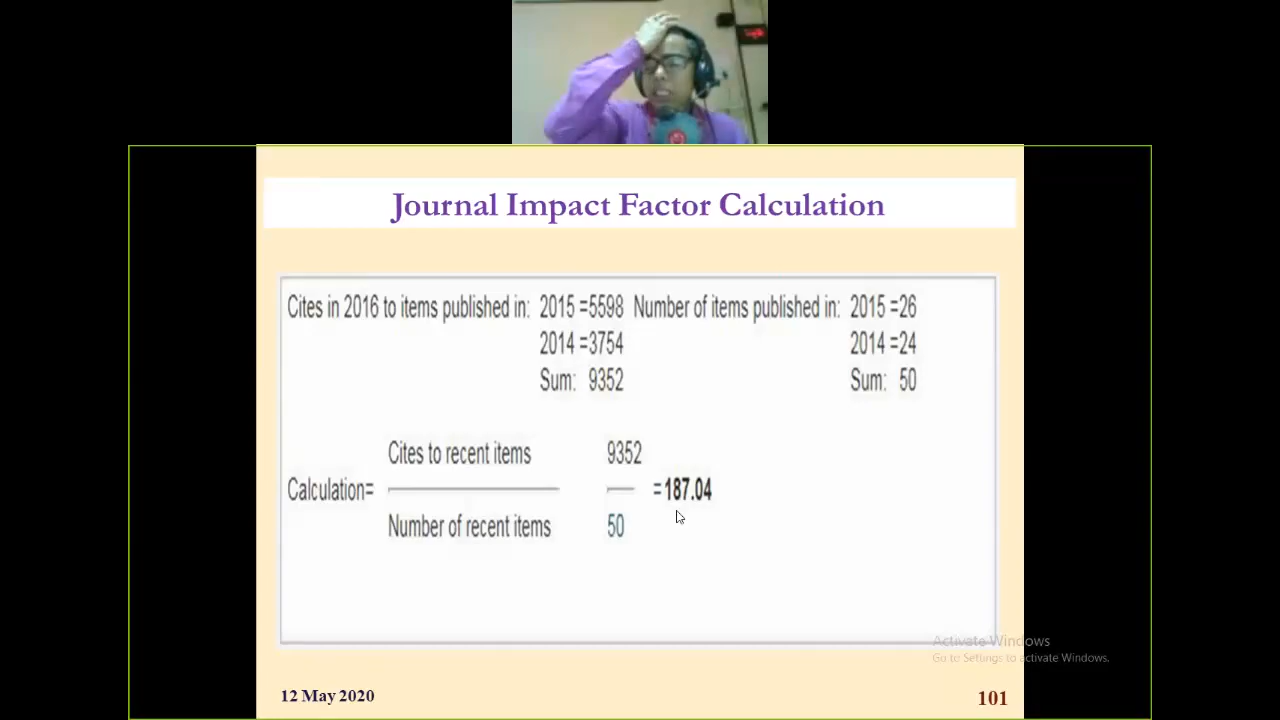 Journal Impact Factor Calculation
Cites in 2016 to items published in: 2015 =5598 Number of items published in: 2015 =26
2014 =3754 2014 =24
Sum: 9352 Sum: 50
Cites to recent items 9352
Calculation= =187.04
Number of recent items 50
Activate Windows
Go to Settings to activate Windows.
12 May 2020 101